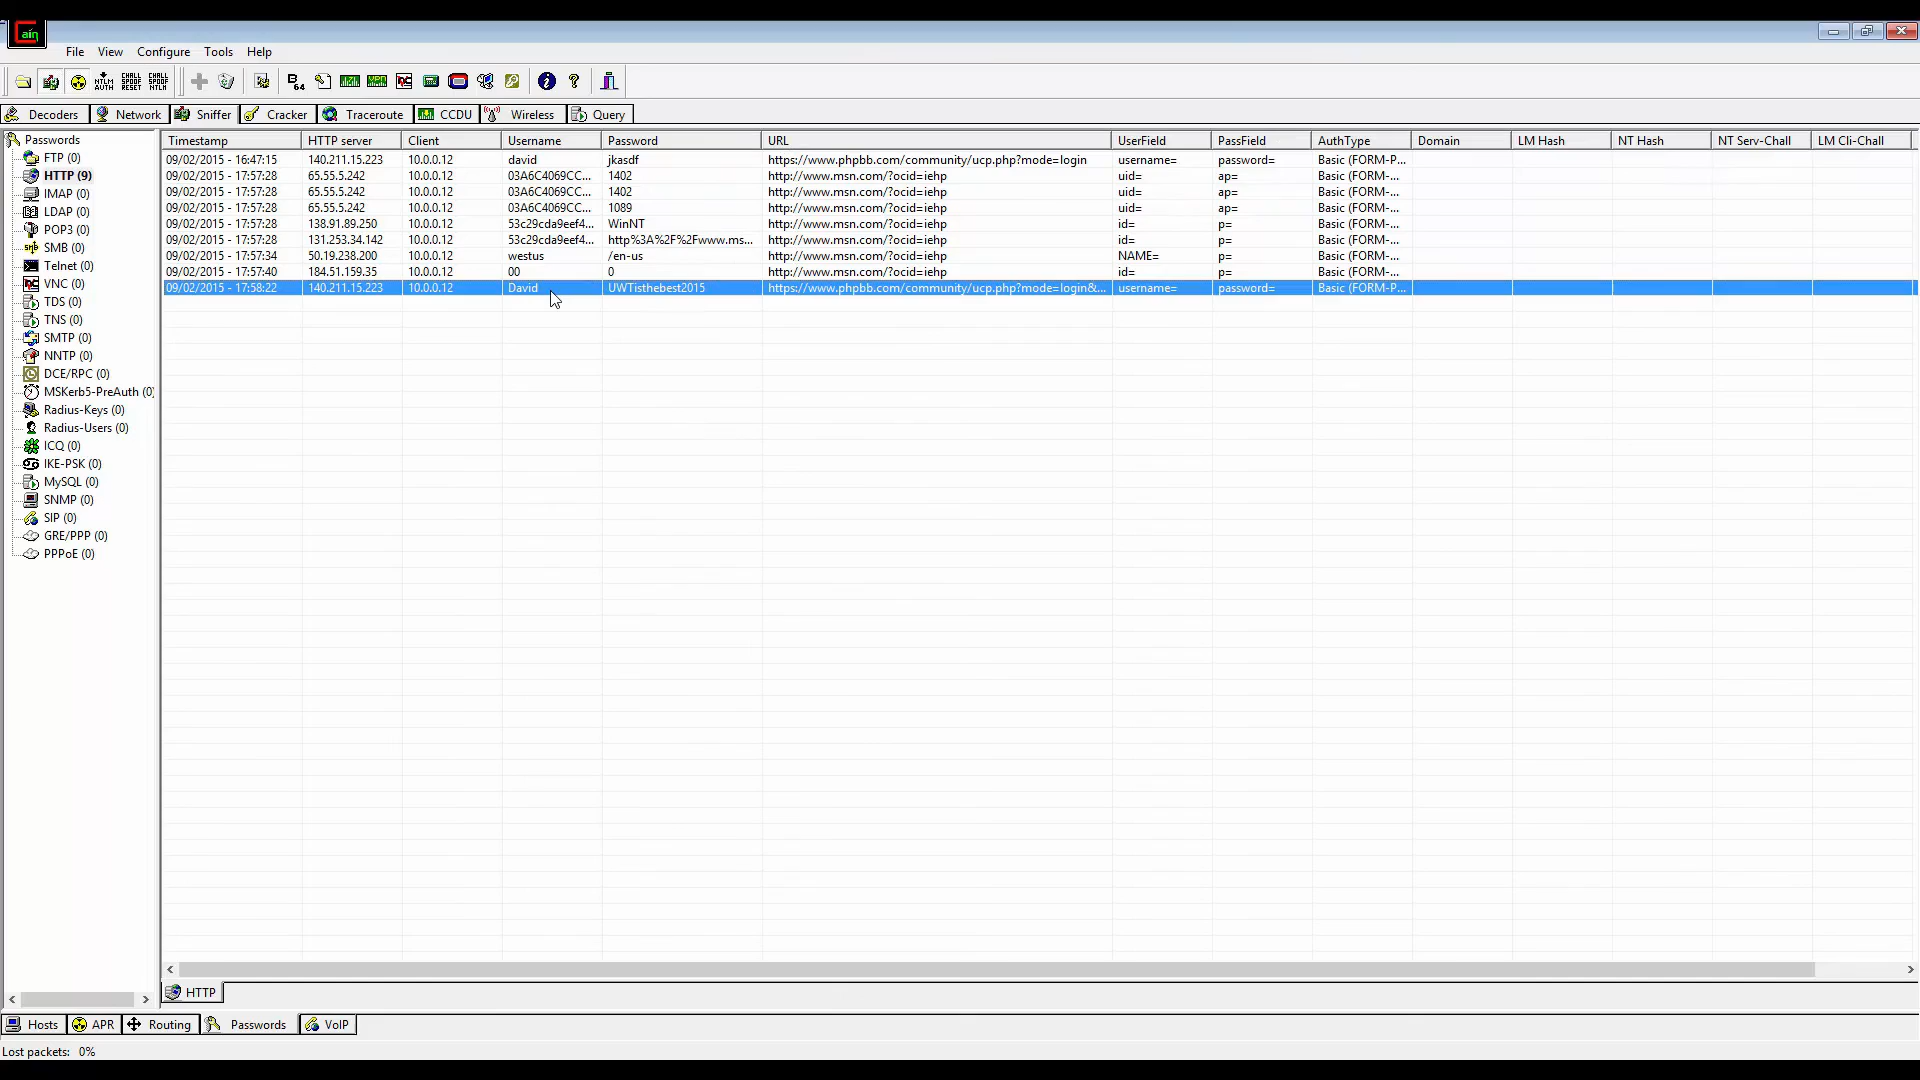 Cain
File View Configure Tools Help
NTLM AUTH CHALL SPOOF RESET CHALL SPOOF NTLM B 64
Decoders Network Sniffer Cracker Traceroute CCDU Wireless Query
Passwords Timestamp HTTP server Client Username Password URL UserField PassField AuthType Domain LM Hash NT Hash NT Serv-Chall LM Cli-Chall
FTP (0)
HTTP (9)
IMAP (0)
LDAP (0)
POP3 (0)
SMB (0)
Telnet (0)
VNC (0)
TDS (0)
TNS (0)
SMTP (0)
NNTP (0)
DCE/RPC (0)
MSKerb5-PreAuth (0)
Radius-Keys (0)
Radius-Users (0)
ICQ (0)
IKE-PSK (0)
MySQL (0)
SNMP (0)
SIP (0)
GRE/PPP (0)
PPPoE (0)
09/02/2015 - 16:47:15 140.211.15.223 10.0.0.12 david jkasdf https://www.phpbb.com/community/ucp.php?mode=login username= password= Basic (FORM-P...
09/02/2015 - 17:57:28 65.55.5.242 10.0.0.12 03A6C4069CC... 1402 http://www.msn.com/?ocid=iehp uid= ap= Basic (FORM-...
09/02/2015 - 17:57:28 65.55.5.242 10.0.0.12 03A6C4069CC... 1402 http://www.msn.com/?ocid=iehp uid= ap= Basic (FORM-...
09/02/2015 - 17:57:28 65.55.5.242 10.0.0.12 03A6C4069CC... 1089 http://www.msn.com/?ocid=iehp uid= ap= Basic (FORM-...
09/02/2015 - 17:57:28 138.91.89.250 10.0.0.12 53c29cda9eef4... WinNT http://www.msn.com/?ocid=iehp id= p= Basic (FORM-...
09/02/2015 - 17:57:28 131.253.34.142 10.0.0.12 53c29cda9eef4... http%3A%2F%2Fwww.ms... http://www.msn.com/?ocid=iehp id= p= Basic (FORM-...
09/02/2015 - 17:57:34 50.19.238.200 10.0.0.12 westus /en-us http://www.msn.com/?ocid=iehp NAME= p= Basic (FORM-...
09/02/2015 - 17:57:40 184.51.159.35 10.0.0.12 00 0 http://www.msn.com/?ocid=iehp id= p= Basic (FORM-...
09/02/2015 - 17:58:22 140.211.15.223 10.0.0.12 David UWTisthebest2015 https://www.phpbb.com/community/ucp.php?mode=login&... username= password= Basic (FORM-P...
HTTP
Hosts APR Routing Passwords VoIP
Lost packets: 0%